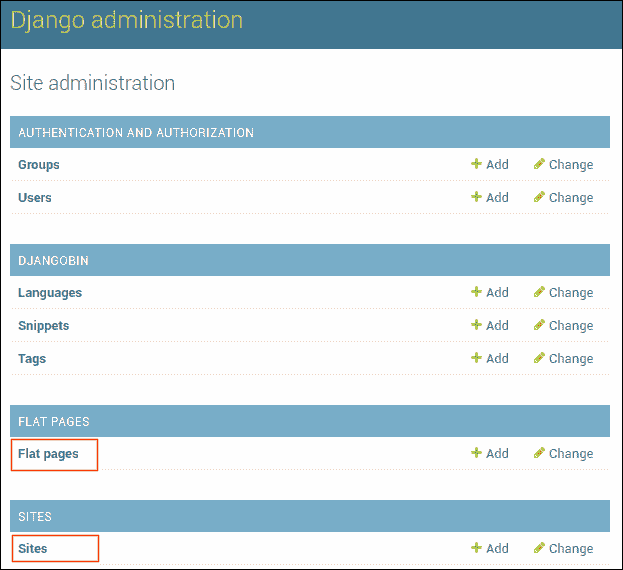 Django administration
Site administration
AUTHENTICATION AND AUTHORIZATION
Groups Add Change
Users Add Change
DJANGOBIN
Languages Add Change
Snippets Add Change
Tags Add Change
FLAT PAGES
Flat pages Add Change
SITES
Sites Add Change